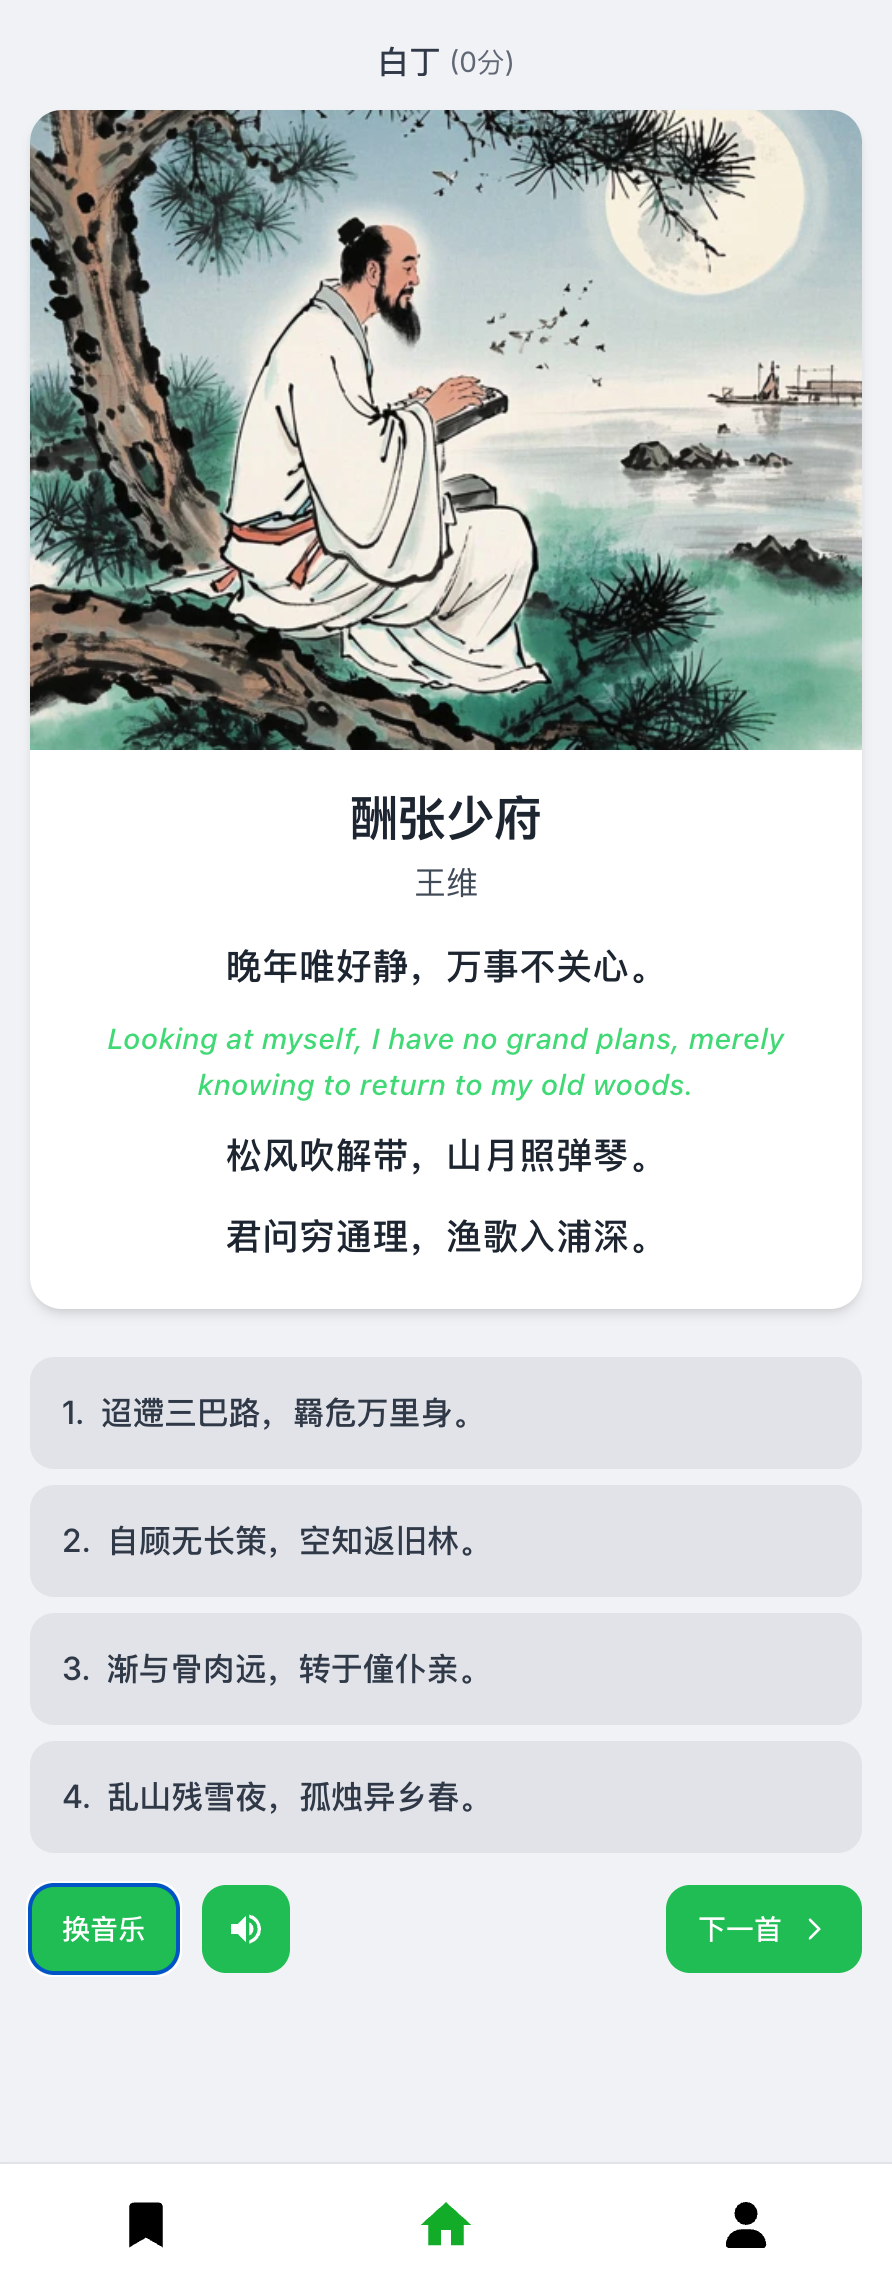 白丁 (0分)
酬张少府
王维
晚年唯好静，万事不关心。
Looking at myself, I have no grand plans, merely
knowing to return to my old woods.
松风吹解带，山月照弹琴。
君问穷通理，渔歌入浦深。
1. 迢遰三巴路，羁危万里身。
2. 自顾无长策，空知返旧林。
3. 渐与骨肉远，转于僮仆亲。
4. 乱山残雪夜，孤烛异乡春。
换音乐
下一首